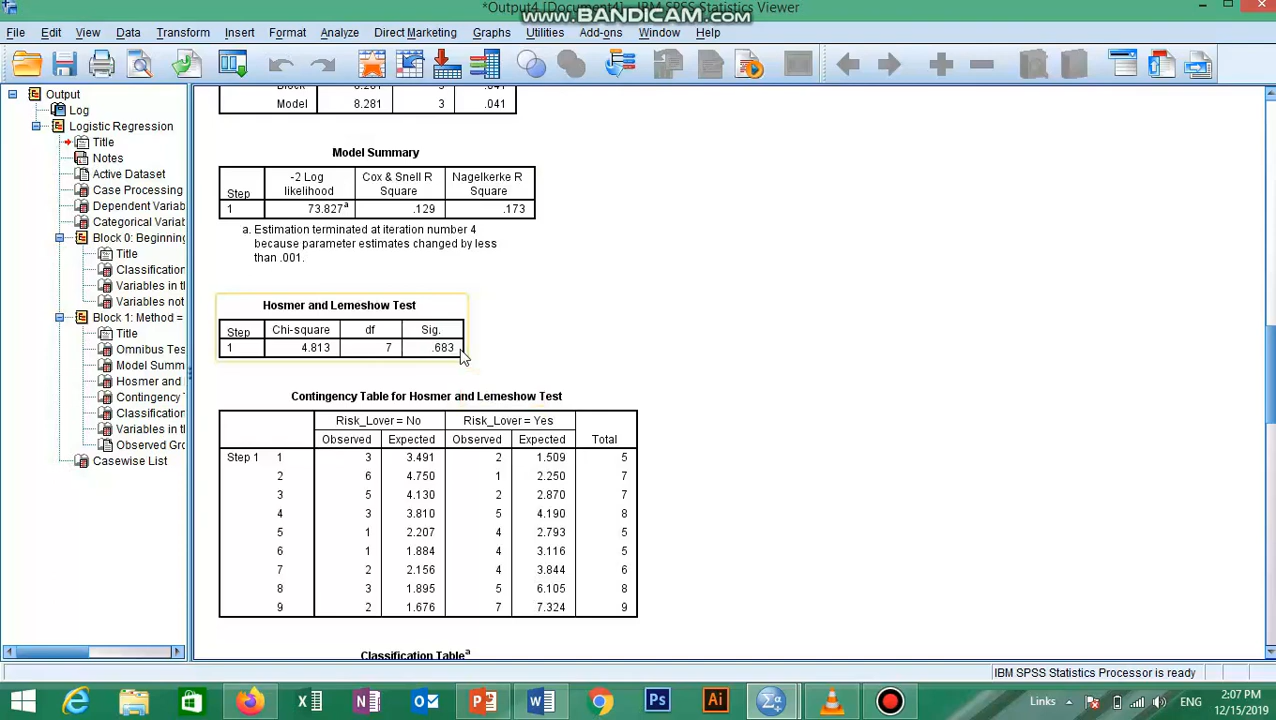 *Output4 [Document4] - IBM SPSS Statistics Viewer
www.BANDICAM.com
File Edit View Data Transform Insert Format Analyze Direct Marketing Graphs Utilities Add-ons Window Help
Output
Log
Logistic Regression
Title
Notes
Active Dataset
Case Processing
Dependent Variab
Categorical Variab
Block 0: Beginning
Title
Classification
Variables in th
Variables not
Block 1: Method =
Title
Omnibus Tes
Model Summ
Hosmer and
Contingency
Classification
Variables in th
Observed Gro
Casewise List
Block 8.281 3 .041
Model 8.281 3 .041
Model Summary
Step -2 Log likelihood Cox & Snell R Square Nagelkerke R Square
1 73.827a .129 .173
a. Estimation terminated at iteration number 4
because parameter estimates changed by less
than .001.
Hosmer and Lemeshow Test
Step Chi-square df Sig.
1 4.813 7 .683
Contingency Table for Hosmer and Lemeshow Test
Risk_Lover = No Risk_Lover = Yes
Observed Expected Observed Expected Total
Step 1 1 3 3.491 2 1.509 5
2 6 4.750 1 2.250 7
3 5 4.130 2 2.870 7
4 3 3.810 5 4.190 8
5 1 2.207 4 2.793 5
6 1 1.884 4 3.116 5
7 2 2.156 4 3.844 6
8 3 1.895 5 6.105 8
9 2 1.676 7 7.324 9
Classification Tablea
IBM SPSS Statistics Processor is ready
Links ENG 2:07 PM
12/15/2019